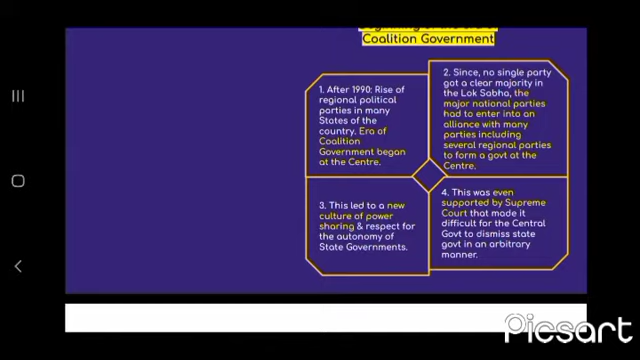 Coalition Government
1. After 1990: Rise of
regional political
parties in many
States of the
country. Era of
Coalition
Government began
at the Centre.
2. Since, no single party
got a clear majority in
the Lok Sabha, the
major national parties
had to enter into an
alliance with many
parties including
several regional parties
to form a govt at the
Centre.
3. This led to a new
culture of power
sharing & respect for
the autonomy of
State Governments.
4. This was even
supported by Supreme
Court that made it
difficult for the Central
Govt to dismiss state
govt in an arbitrary
manner.
Picsart